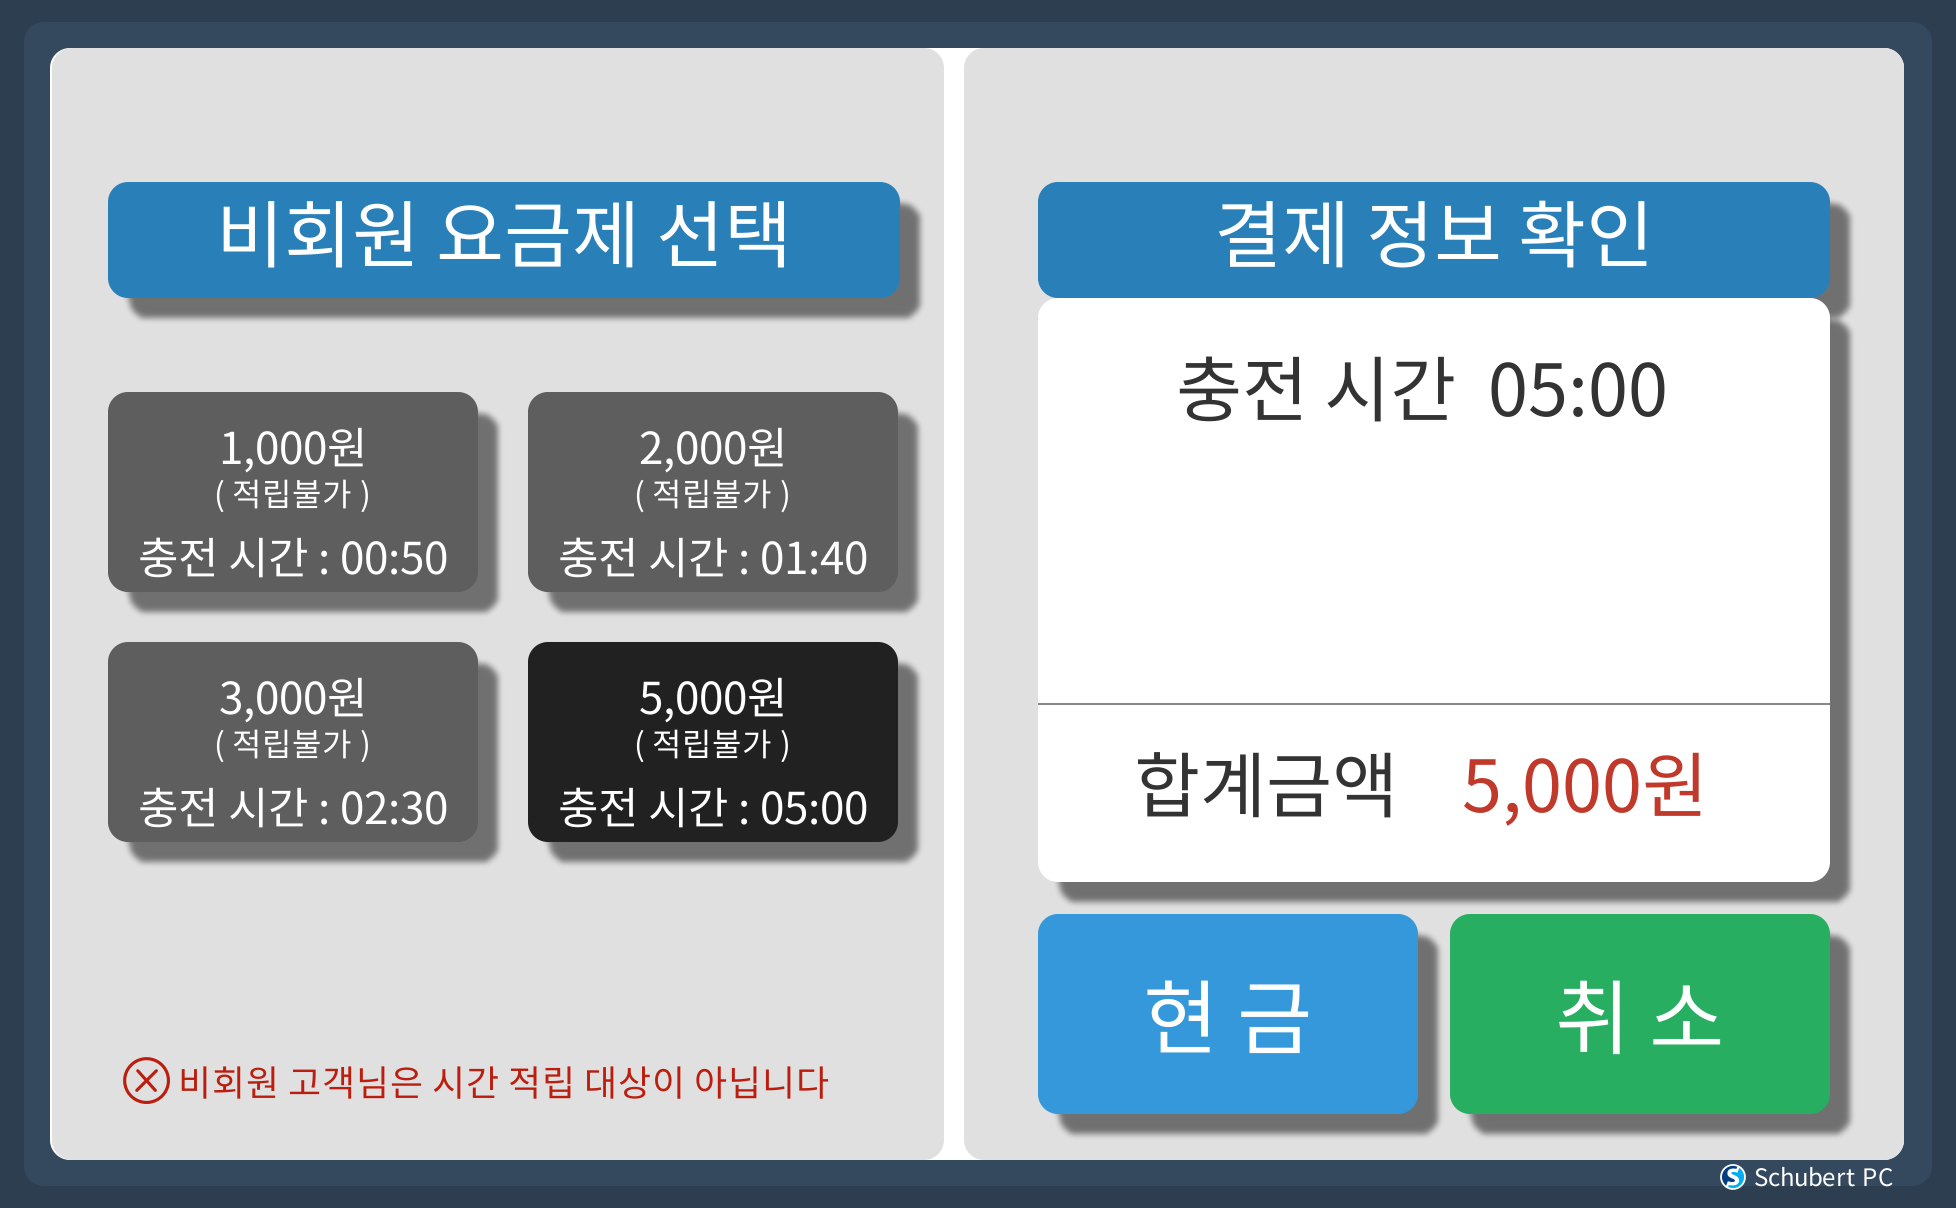 비회원 요금제 선택
1,000원
( 적립불가 )
충전 시간 : 00:50
2,000원
( 적립불가 )
충전 시간 : 01:40
3,000원
( 적립불가 )
충전 시간 : 02:30
5,000원
( 적립불가 )
충전 시간 : 05:00
비회원 고객님은 시간 적립 대상이 아닙니다
결제 정보 확인
충전 시간 05:00
합계금액 5,000원
현 금
취 소
Schubert PC